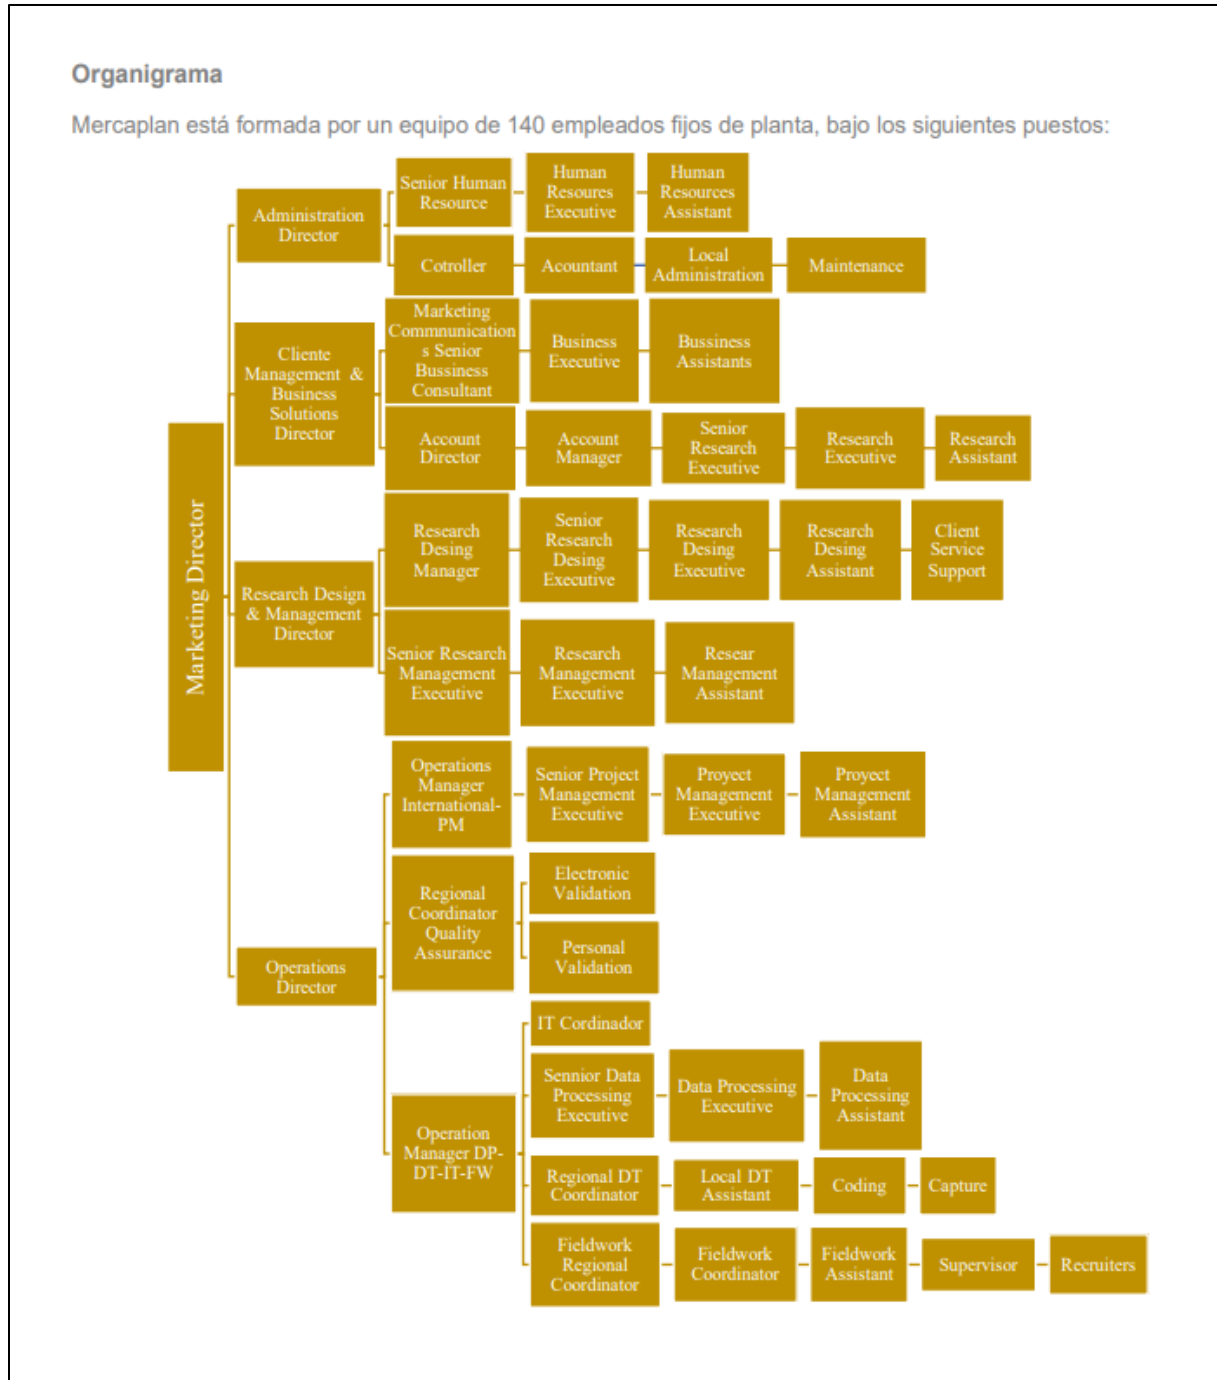 Organigrama
Mercaplan está formada por un equipo de 140 empleados fijos de planta, bajo los siguientes puestos:
Marketing Director
Administration
Director
Senior Human
Resource
Human
Resoures
Executive
Human
Resources
Assistant
Cotroller
Acountant
Local
Administration
Maintenance
Cliente
Management &
Business
Solutions
Director
Marketing
Commnunication
s Senior
Bussiness
Consultant
Business
Executive
Bussiness
Assistants
Account
Director
Account
Manager
Senior
Research
Executive
Research
Executive
Research
Assistant
Research Design
& Management
Director
Research
Desing
Manager
Senior
Research
Desing
Executive
Research
Desing
Executive
Research
Desing
Assistant
Client
Service
Support
Senior Research
Management
Executive
Research
Management
Executive
Resear
Management
Assistant
Operations
Director
Operations
Manager
International-
PM
Senior Project
Management
Executive
Proyect
Management
Executive
Proyect
Management
Assistant
Regional
Coordinator
Quality
Assurance
Electronic
Validation
Personal
Validation
Operation
Manager DP-
DT-IT-FW
IT Cordinador
Sennior Data
Processing
Executive
Data Processing
Executive
Data
Processing
Assistant
Regional DT
Coordinator
Local DT
Assistant
Coding
Capture
Fieldwork
Regional
Coordinator
Fieldwork
Coordinator
Fieldwork
Assistant
Supervisor
Recruiters